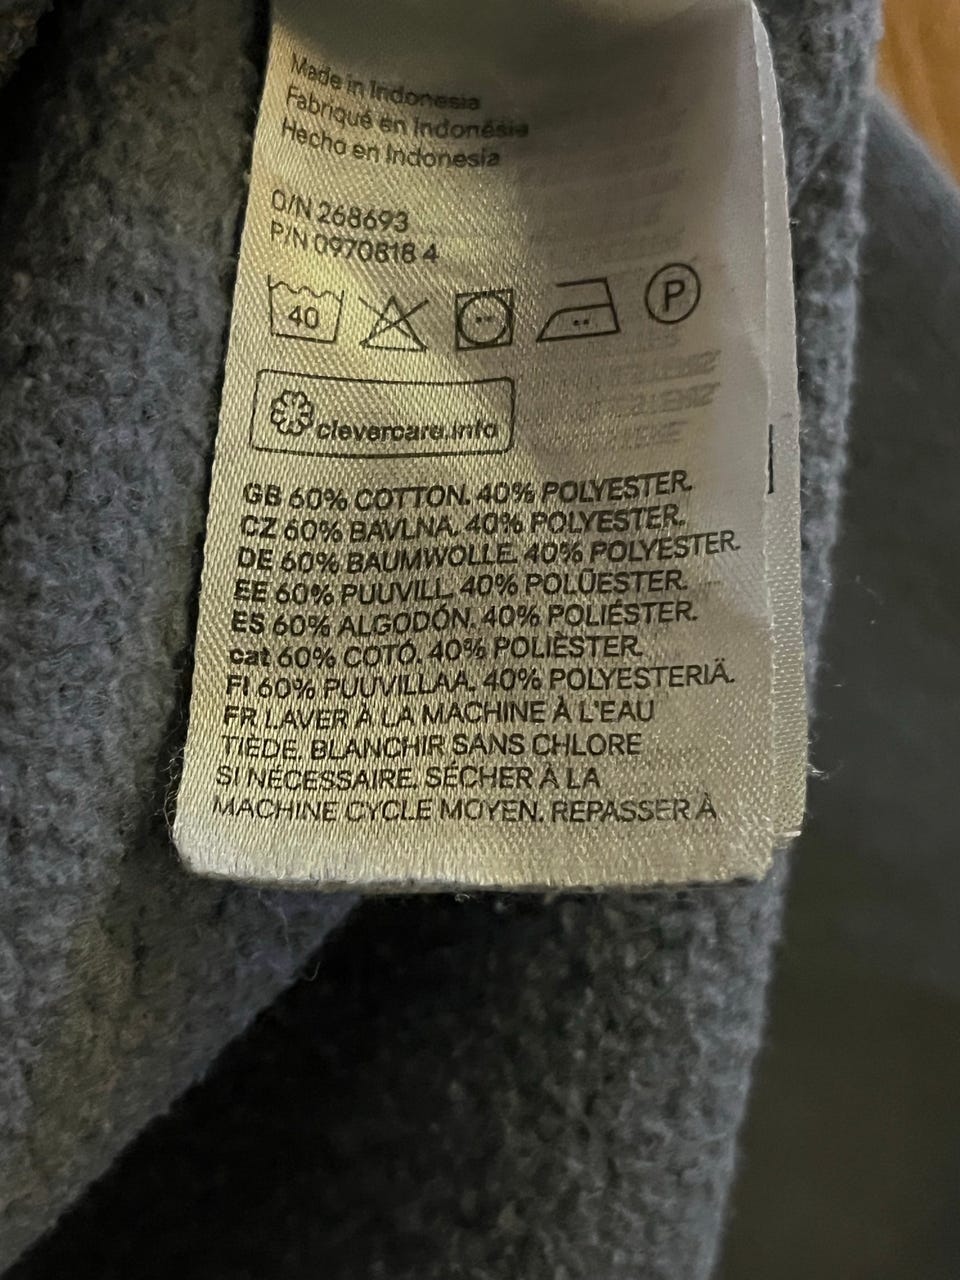 Made in Indonesia
Fabriqué en Indonésie
Hecho en Indonesia
O/N 268693
P/N 0970818 4
40
P
clevercare.info
GB 60% COTTON. 40% POLYESTER.
CZ 60% BAVLNA. 40% POLYESTER.
DE 60% BAUMWOLLE. 40% POLYESTER.
EE 60% PUUVILL. 40% POLÜESTER.
ES 60% ALGODÓN. 40% POLIÉSTER.
cat 60% COTÓ. 40% POLIÈSTER.
FI 60% PUUVILLAA. 40% POLYESTERIÄ.
FR LAVER À LA MACHINE À L'EAU
TIÈDE. BLANCHIR SANS CHLORE
SI NÉCESSAIRE. SÉCHER À LA
MACHINE CYCLE MOYEN. REPASSER À